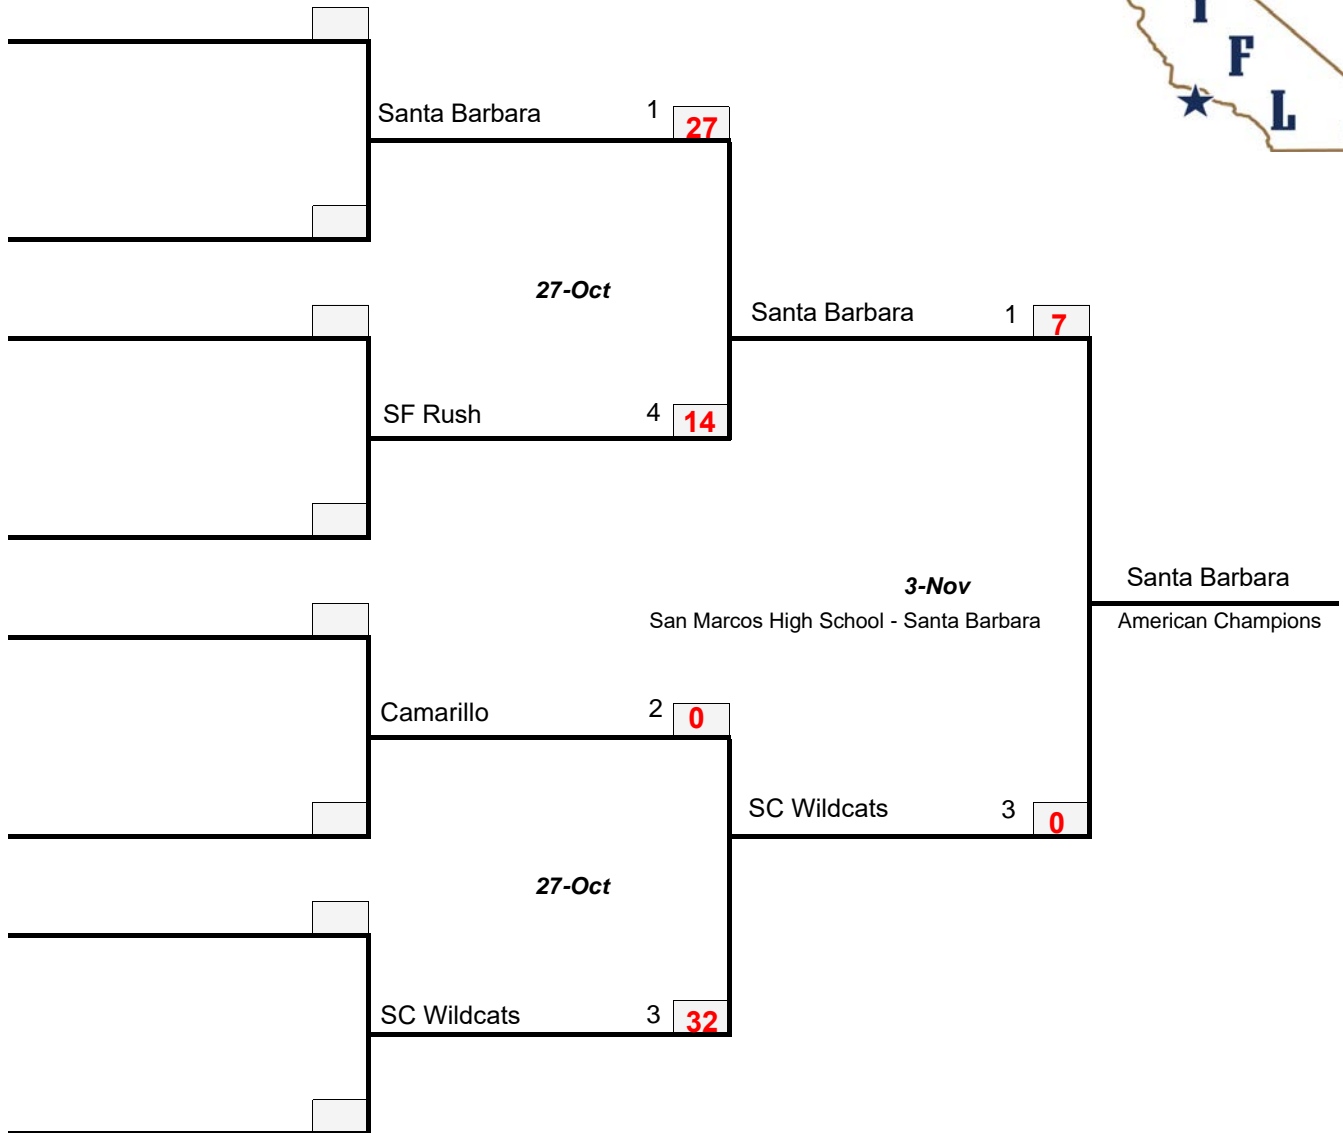 I
F
L
Santa Barbara 1 27
27-Oct
SF Rush 4 14
Santa Barbara 1 7
3-Nov
San Marcos High School - Santa Barbara
Santa Barbara
American Champions
Camarillo 2 0
27-Oct
SC Wildcats 3 32
SC Wildcats 3 0